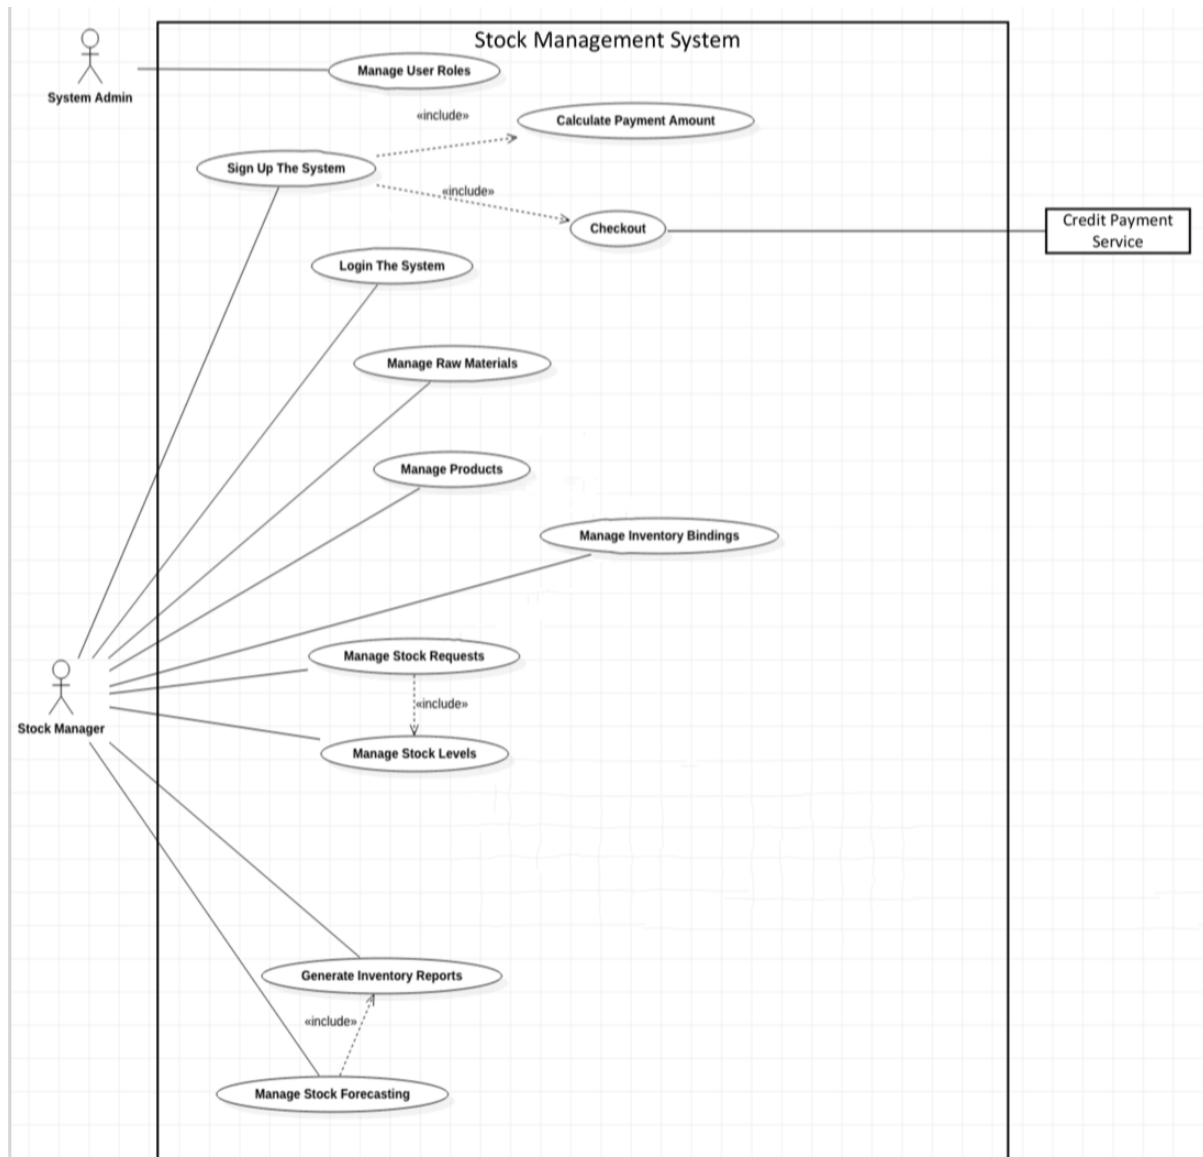 Stock Management System
Manage User Roles
System Admin
«include»
Calculate Payment Amount
Sign Up The System
«include»
Checkout
Credit Payment
Service
Login The System
Manage Raw Materials
Manage Products
Manage Inventory Bindings
Manage Stock Requests
«include»
Stock Manager
Manage Stock Levels
Generate Inventory Reports
«include»
Manage Stock Forecasting